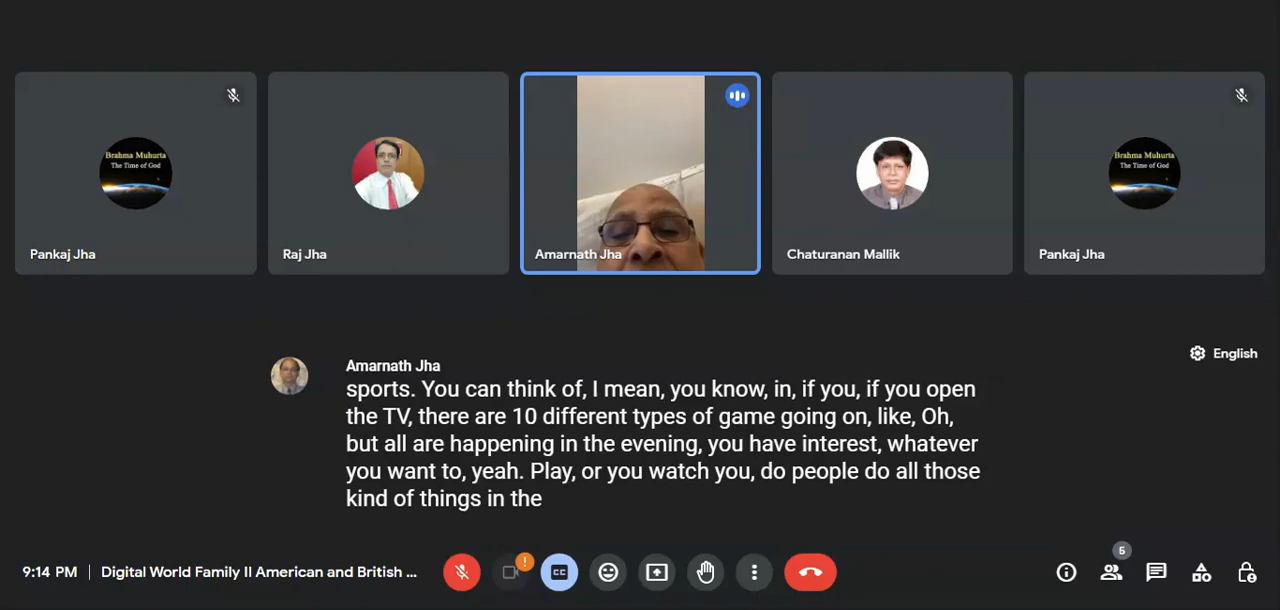 Brahma Muhurta
The Time of God
Brahma Muhurta
The Time of God
Pankaj Jha
Raj Jha
Amarnath Jha
Chaturanan Mallik
Pankaj Jha
English
Amarnath Jha
sports. You can think of, I mean, you know, in, if you, if you open
the TV, there are 10 different types of game going on, like, Oh,
but all are happening in the evening, you have interest, whatever
you want to, yeah. Play, or you watch you, do people do all those
kind of things in the
5
9:14 PM | Digital World Family II American and British ...
CC